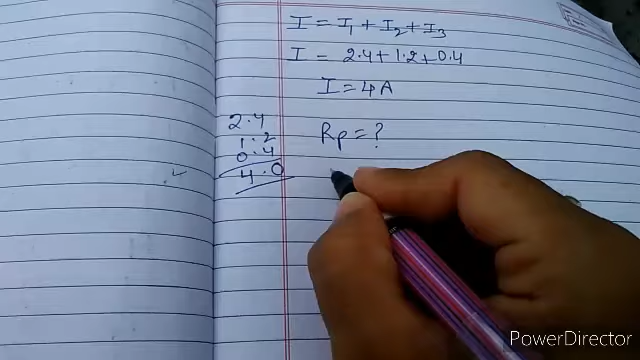 I = I₁ + I₂ + I₃
I = 2.4 + 1.2 + 0.4
I = 4A
2.4
1.2
0.4
4.0
Rp = ?
PowerDirector